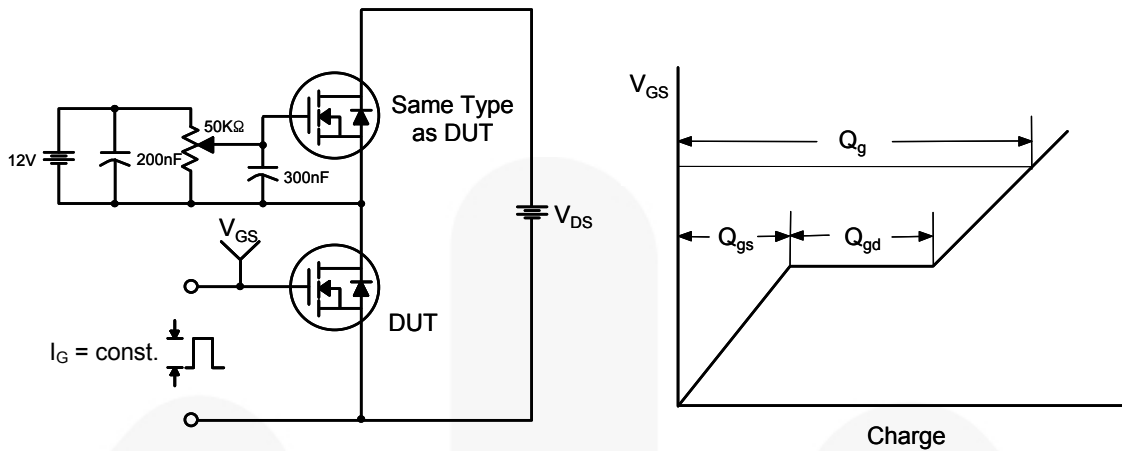 Same Type
as DUT
50KΩ
12V
200nF
300nF
V_GS
V_DS
DUT
I_G = const.
V_GS
Q_g
Q_gs
Q_gd
Charge